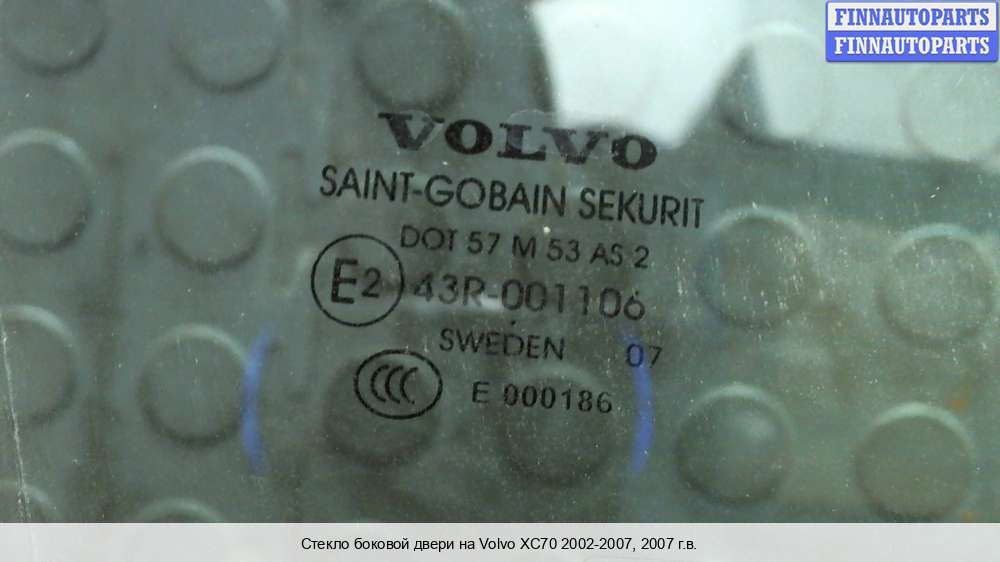 FINNAUTOPARTS
FINNAUTOPARTS
VOLVO
SAINT-GOBAIN SEKURIT
DOT 57 M 53 AS 2
E2 43R-001106
SWEDEN 07
CCC E 000186
Стекло боковой двери на Volvo XC70 2002-2007, 2007 г.в.